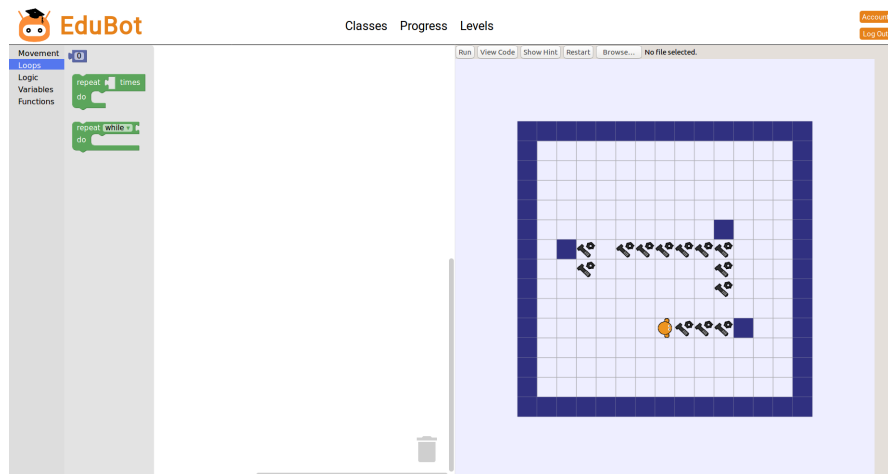 EduBot
Classes Progress Levels
Account
Log Out
Movement
Loops
Logic
Variables
Functions
0
repeat times
do
repeat while
do
Run View Code Show Hint Restart Browse... No file selected.